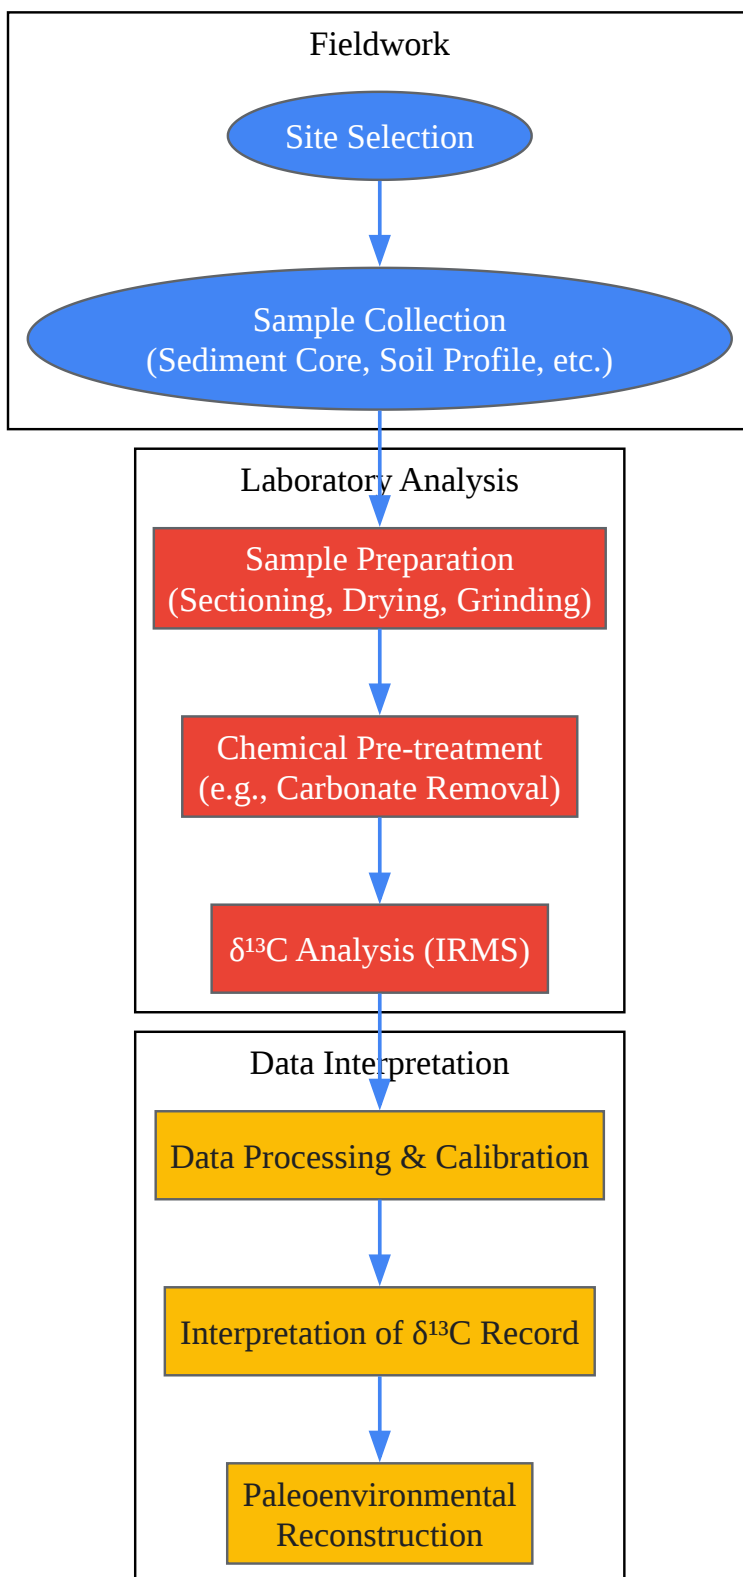 Fieldwork
Site Selection
Sample Collection
(Sediment Core, Soil Profile, etc.)
Laboratory Analysis
Sample Preparation
(Sectioning, Drying, Grinding)
Chemical Pre-treatment
(e.g., Carbonate Removal)
δ¹³C Analysis (IRMS)
Data Interpretation
Data Processing & Calibration
Interpretation of δ¹³C Record
Paleoenvironmental
Reconstruction